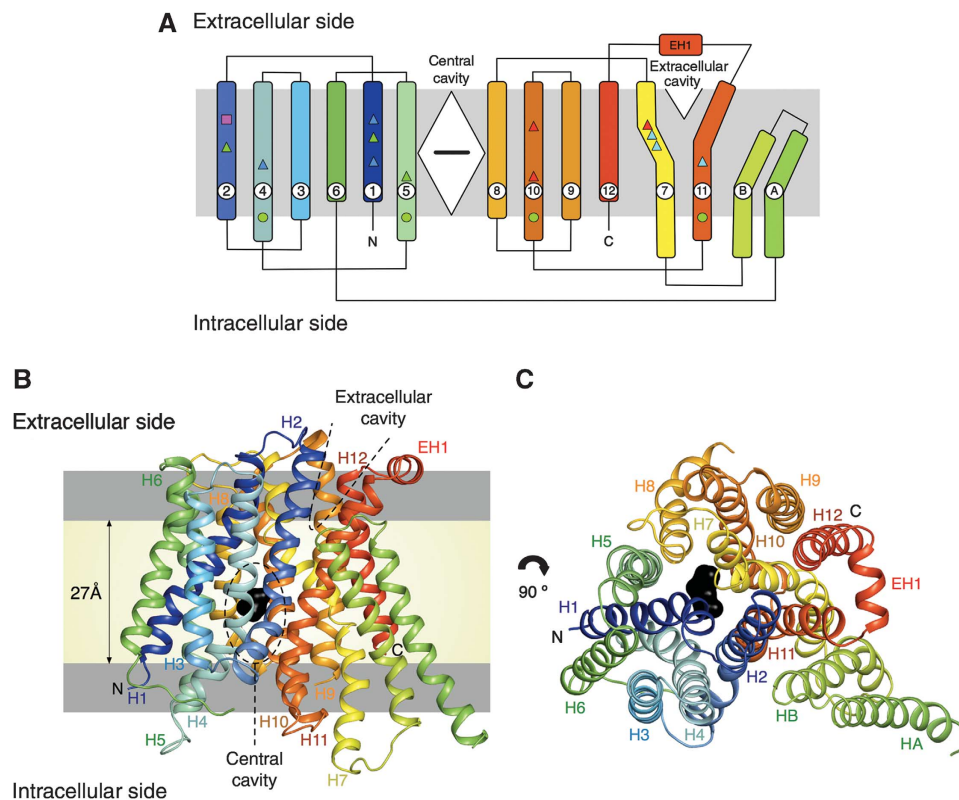 A
Extracellular side
EH1
Central
cavity
Extracellular
cavity
2
4
3
6
1
5
8
10
9
12
7
11
B
A
N
C
Intracellular side
B
C
Extracellular side
Extracellular
cavity
H2
H12
EH1
H6
H8
27Å
H3
C
N
H1
H4
H9
H10
H5
H11
Central
cavity
H7
Intracellular side
H8
H9
H7
H12
C
H10
H5
90 °
EH1
H1
N
H11
H2
H6
HB
H3
H4
HA